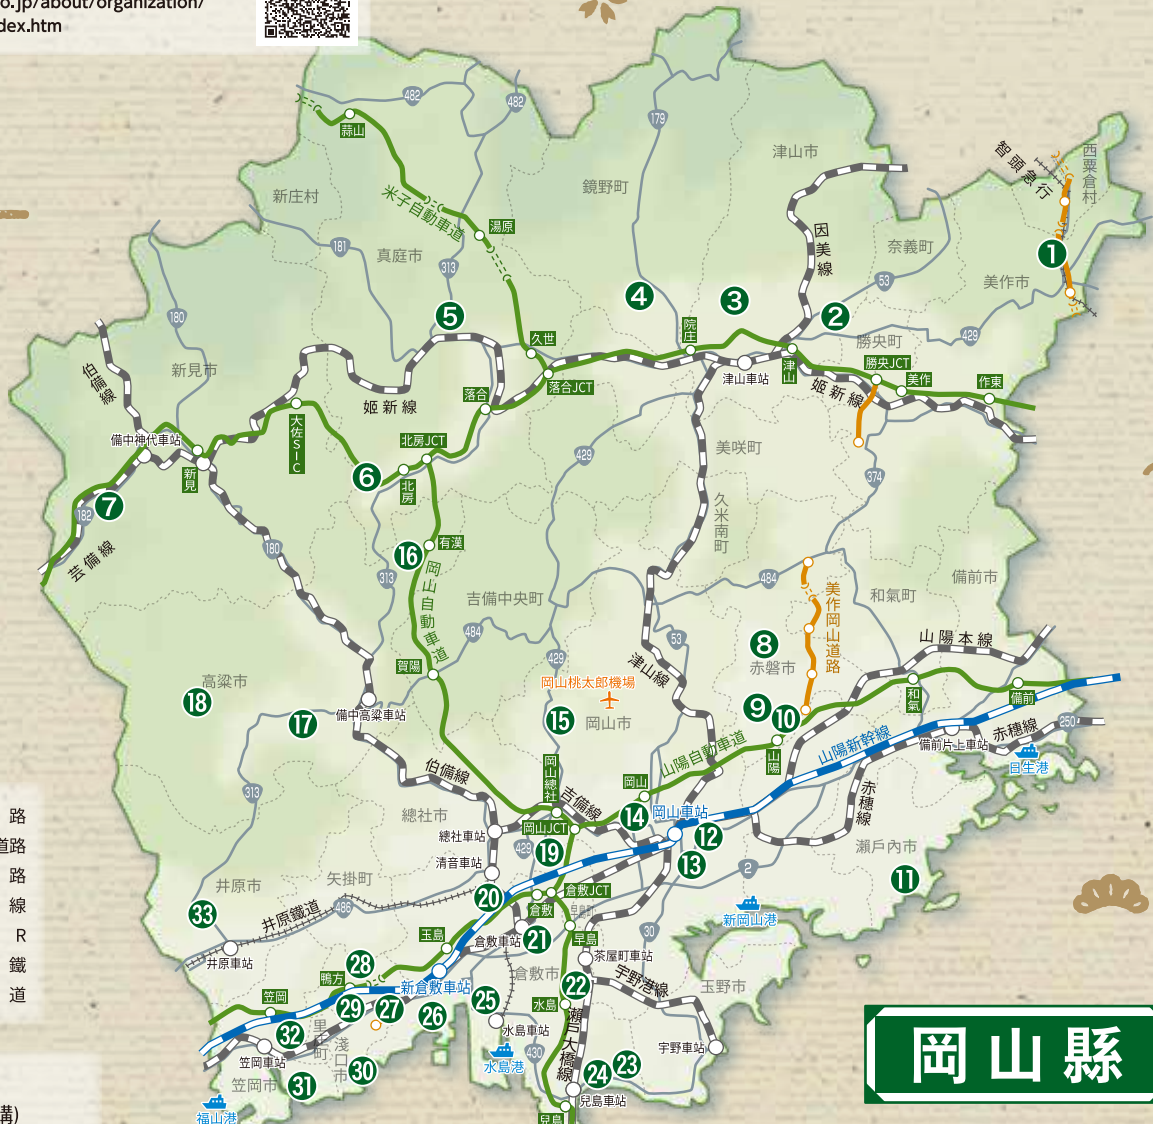 o.jp/about/organization/
dex.htm
482
482
179
蒜山
津山市
智頭急行
西粟倉村
新庄村
米子自動車道
鏡野町
湯原
因美線
奈義町
181
真庭市
313
1
53
美作市
4
3
2
5
180
院庄
429
久世
勝央町
伯備線
新見市
津山
勝央JCT
落合JCT
津山車站
美作
作東
落合
姬新線
姬新線
大佐SIC
備中神代車站
北房JCT
美咲町
429
新見
6
北房
374
7
182
久米南町
芸備線
180
16
有漢
岡山自動車道
313
484
備前市
吉備中央町
美作岡山道路
和氣町
484
53
429
8
山陽本線
賀陽
津山線
赤磐市
高梁市
岡山桃太郎機場
和氣
備前
18
備中高梁車站
9
10
17
15
岡山市
250
赤穗線
山陽新幹線
備前片上車站
山陽自動車道
山陽
日生港
伯備線
岡山總社
岡山
313
吉備線
赤穗線
路
總社市
14
岡山車站
總社車站
岡山JCT
12
道路
429
19
瀨戶內市
清音車站
13
路
矢掛町
2
11
井原市
倉敷JCT
20
線
486
倉敷
早島町
新岡山港
33
井原鐵道
30
R
玉島
倉敷車站
21
早島
茶屋町車站
井原車站
28
鐵
倉敷市
宇野港線
鴨方
新倉敷車站
22
玉野市
道
笠岡
25
水島
29
27
26
瀨戶大橋線
里庄町
32
水島車站
淺口市
宇野車站
笠岡車站
430
水島港
23
30
24
笠岡市
31
兒島車站
福山港
兒島
岡山縣
構)